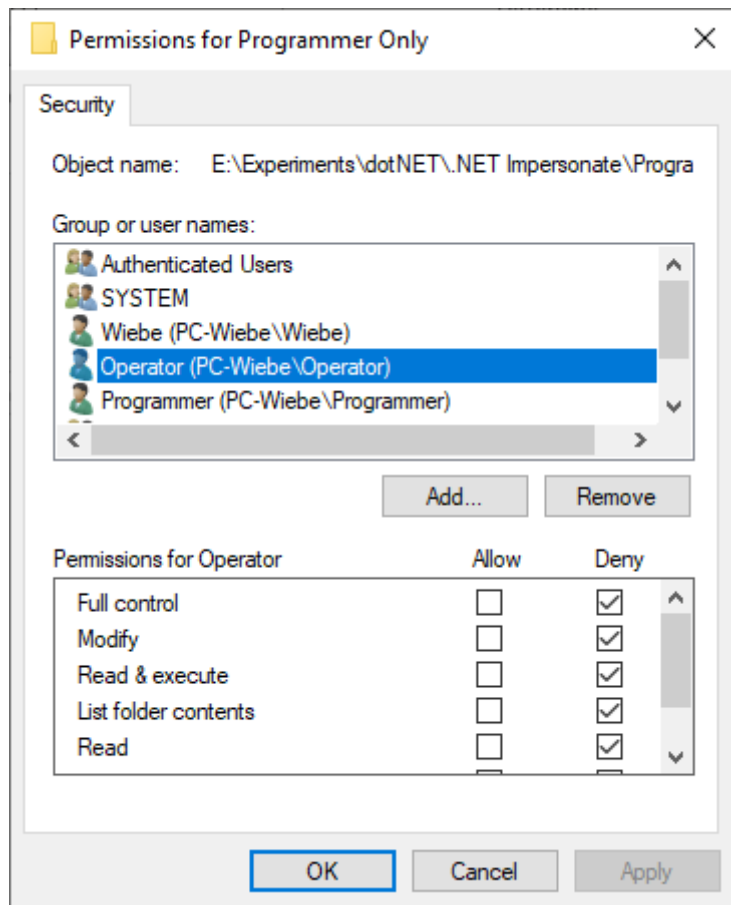 Permissions for Programmer Only
Security
Object name: E:\Experiments\dotNET\.NET Impersonate\Progra
Group or user names:
Authenticated Users
SYSTEM
Wiebe (PC-Wiebe\Wiebe)
Operator (PC-Wiebe\Operator)
Programmer (PC-Wiebe\Programmer)
Add... Remove
Permissions for Operator Allow Deny
Full control
Modify
Read & execute
List folder contents
Read
OK Cancel Apply